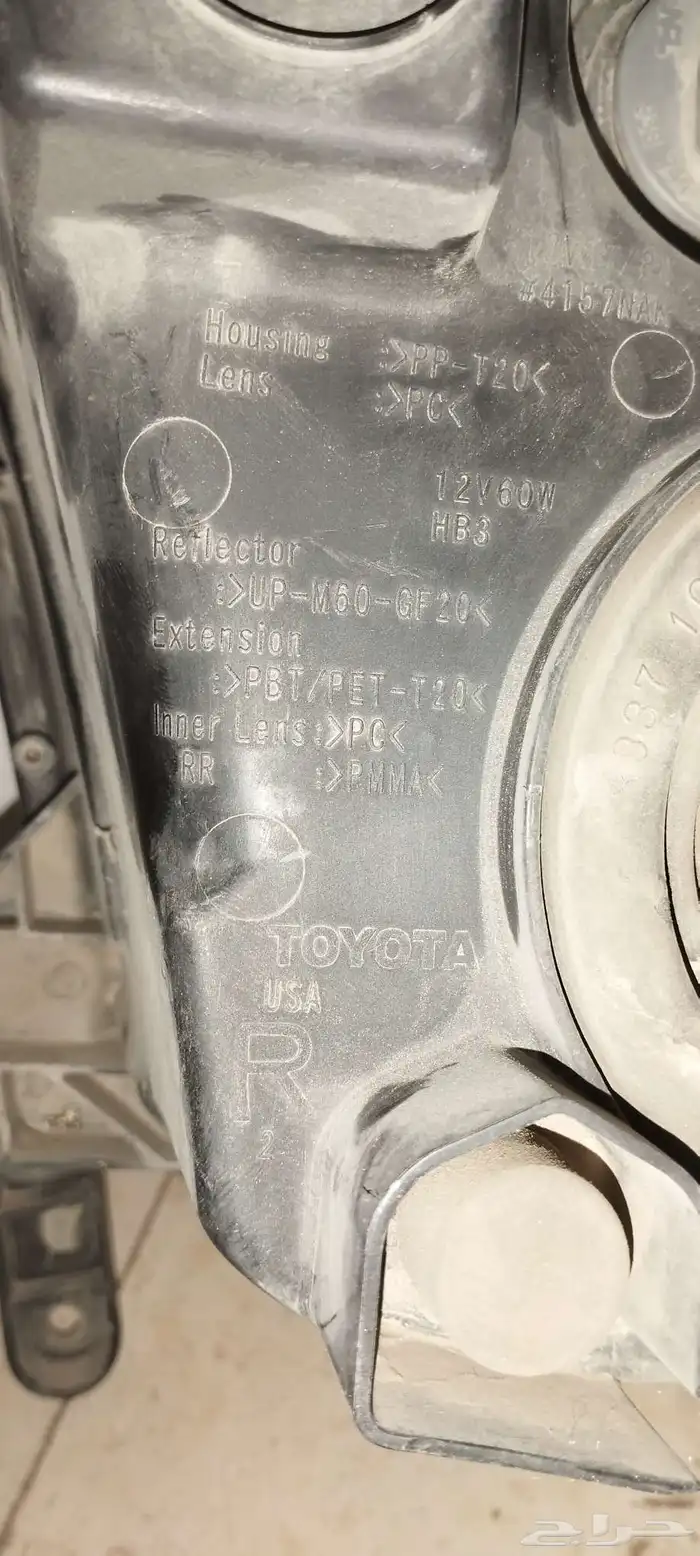 #4157NAK
Housing :>PP-T20<
Lens :>PC<
12V60W
HB3
Reflector
:>UP-M60-GF20<
Extension
:>PBT/PET-T20<
Inner Lens:>PC<
RR :>PMMA<
TOYOTA
USA
R
2
حراج